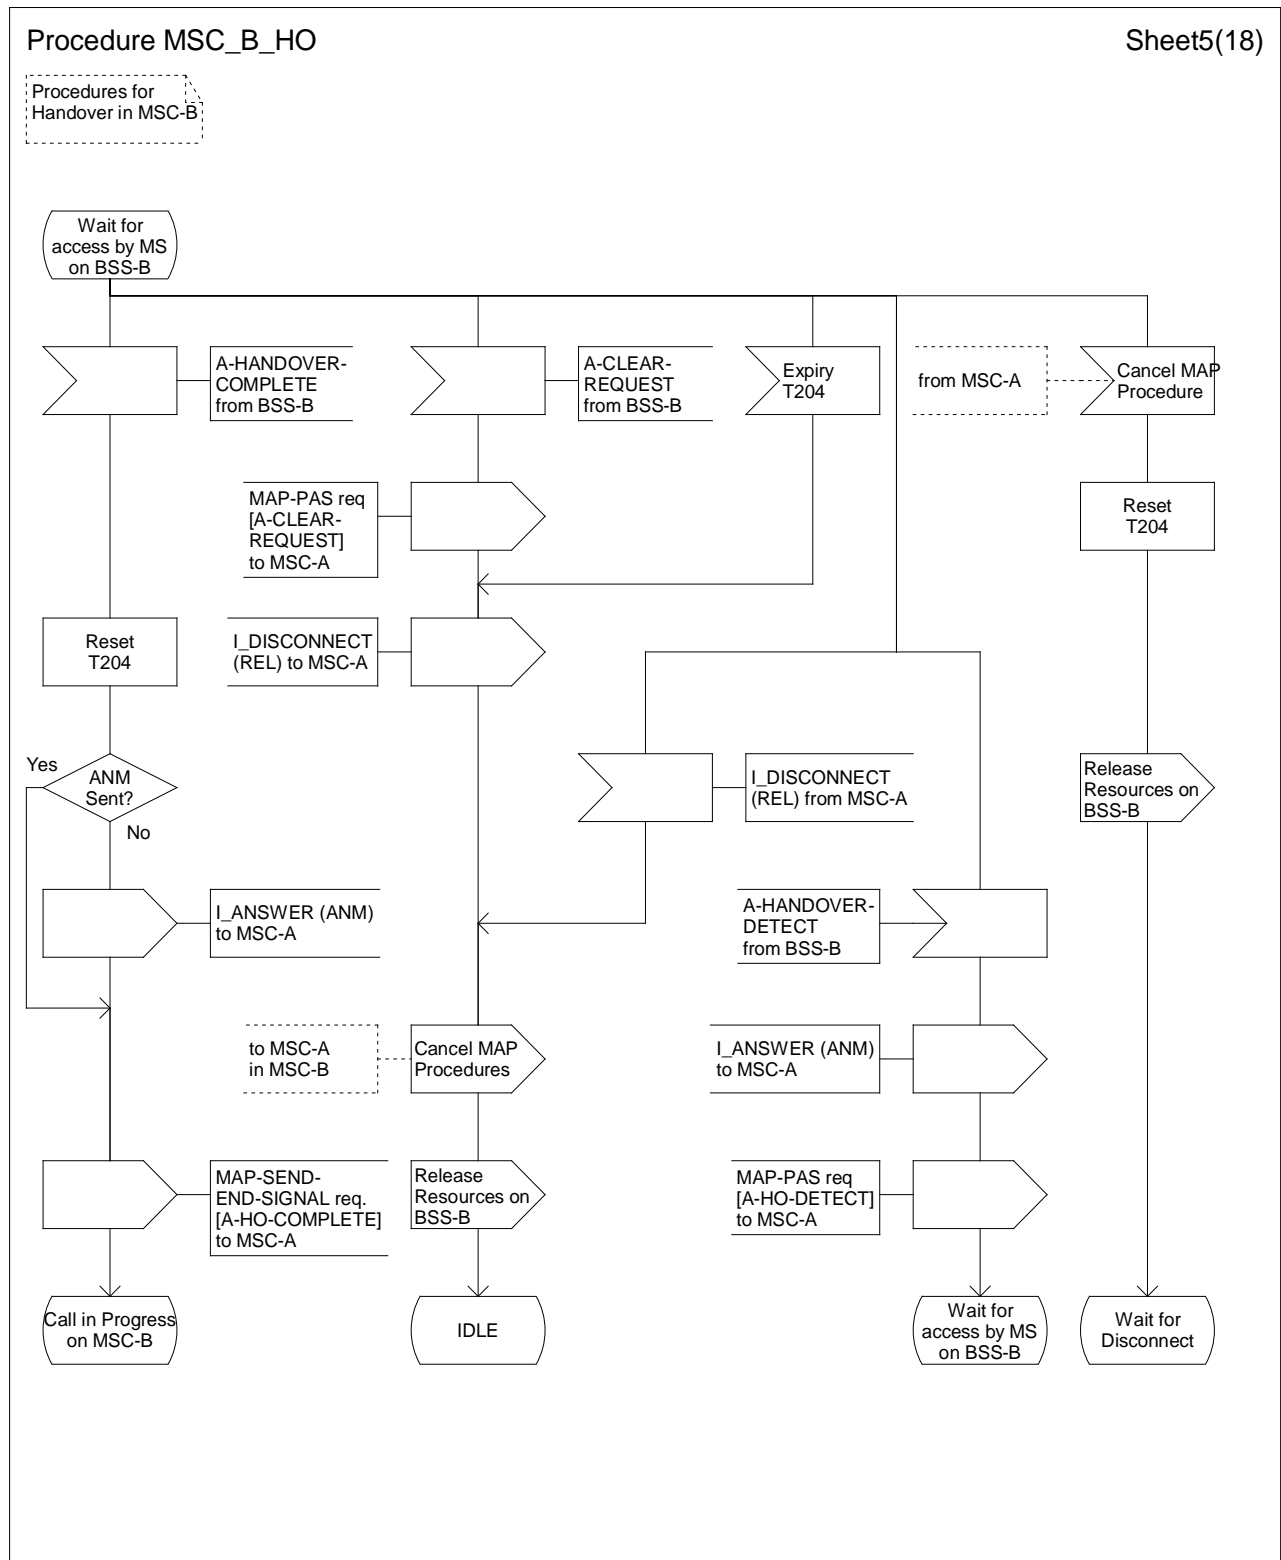 Procedure MSC_B_HO
Sheet5(18)
Procedures for
Handover in MSC-B
Wait for
access by MS
on BSS-B
A-HANDOVER-
COMPLETE
from BSS-B
A-CLEAR-
REQUEST
from BSS-B
Expiry
T204
from MSC-A
Cancel MAP
Procedure
MAP-PAS req
[A-CLEAR-
REQUEST]
to MSC-A
Reset
T204
Reset
T204
I_DISCONNECT
(REL) to MSC-A
Yes
ANM
Sent?
No
I_DISCONNECT
(REL) from MSC-A
Release
Resources on
BSS-B
I_ANSWER (ANM)
to MSC-A
A-HANDOVER-
DETECT
from BSS-B
to MSC-A
in MSC-B
Cancel MAP
Procedures
I_ANSWER (ANM)
to MSC-A
MAP-SEND-
END-SIGNAL req.
[A-HO-COMPLETE]
to MSC-A
Release
Resources on
BSS-B
MAP-PAS req
[A-HO-DETECT]
to MSC-A
Call in Progress
on MSC-B
IDLE
Wait for
access by MS
on BSS-B
Wait for
Disconnect